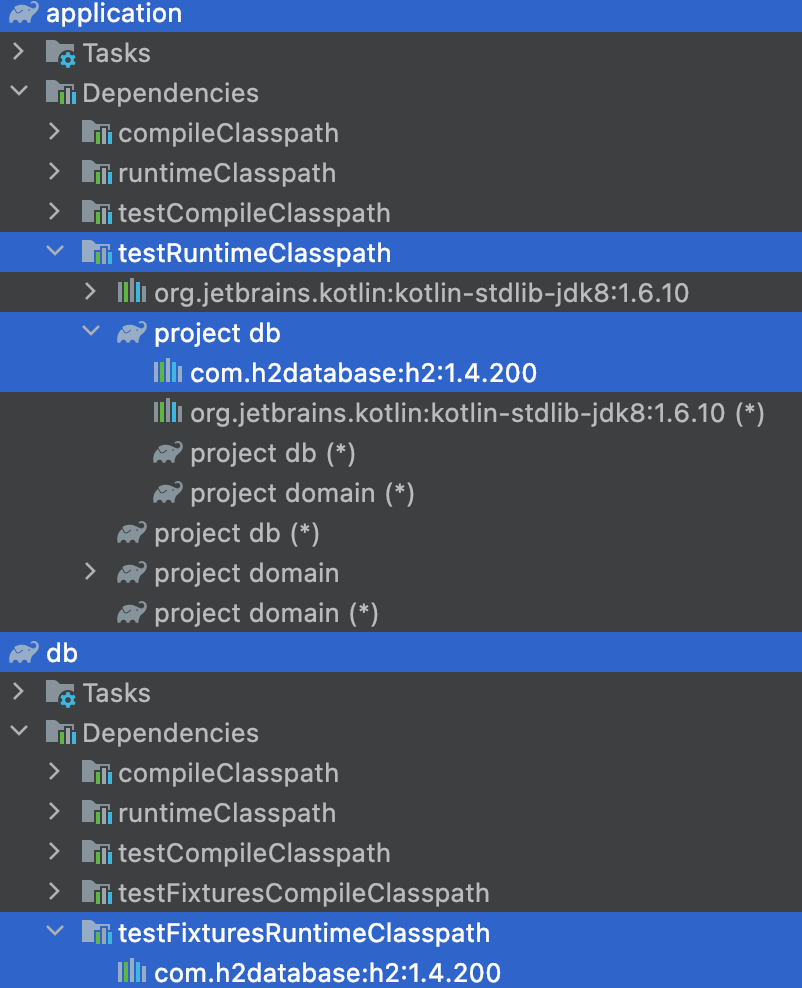 application
Tasks
Dependencies
compileClasspath
runtimeClasspath
testCompileClasspath
testRuntimeClasspath
org.jetbrains.kotlin:kotlin-stdlib-jdk8:1.6.10
project db
com.h2database:h2:1.4.200
org.jetbrains.kotlin:kotlin-stdlib-jdk8:1.6.10 (*)
project db (*)
project domain (*)
project db (*)
project domain
project domain (*)
db
Tasks
Dependencies
compileClasspath
runtimeClasspath
testCompileClasspath
testFixturesCompileClasspath
testFixturesRuntimeClasspath
com.h2database:h2:1.4.200